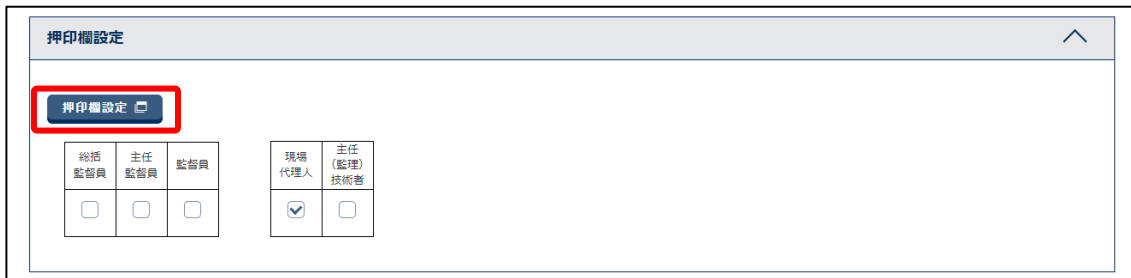 押印欄設定
押印欄設定
総括
監督員
主任
監督員
監督員
現場
代理人
主任
(監理)
技術者